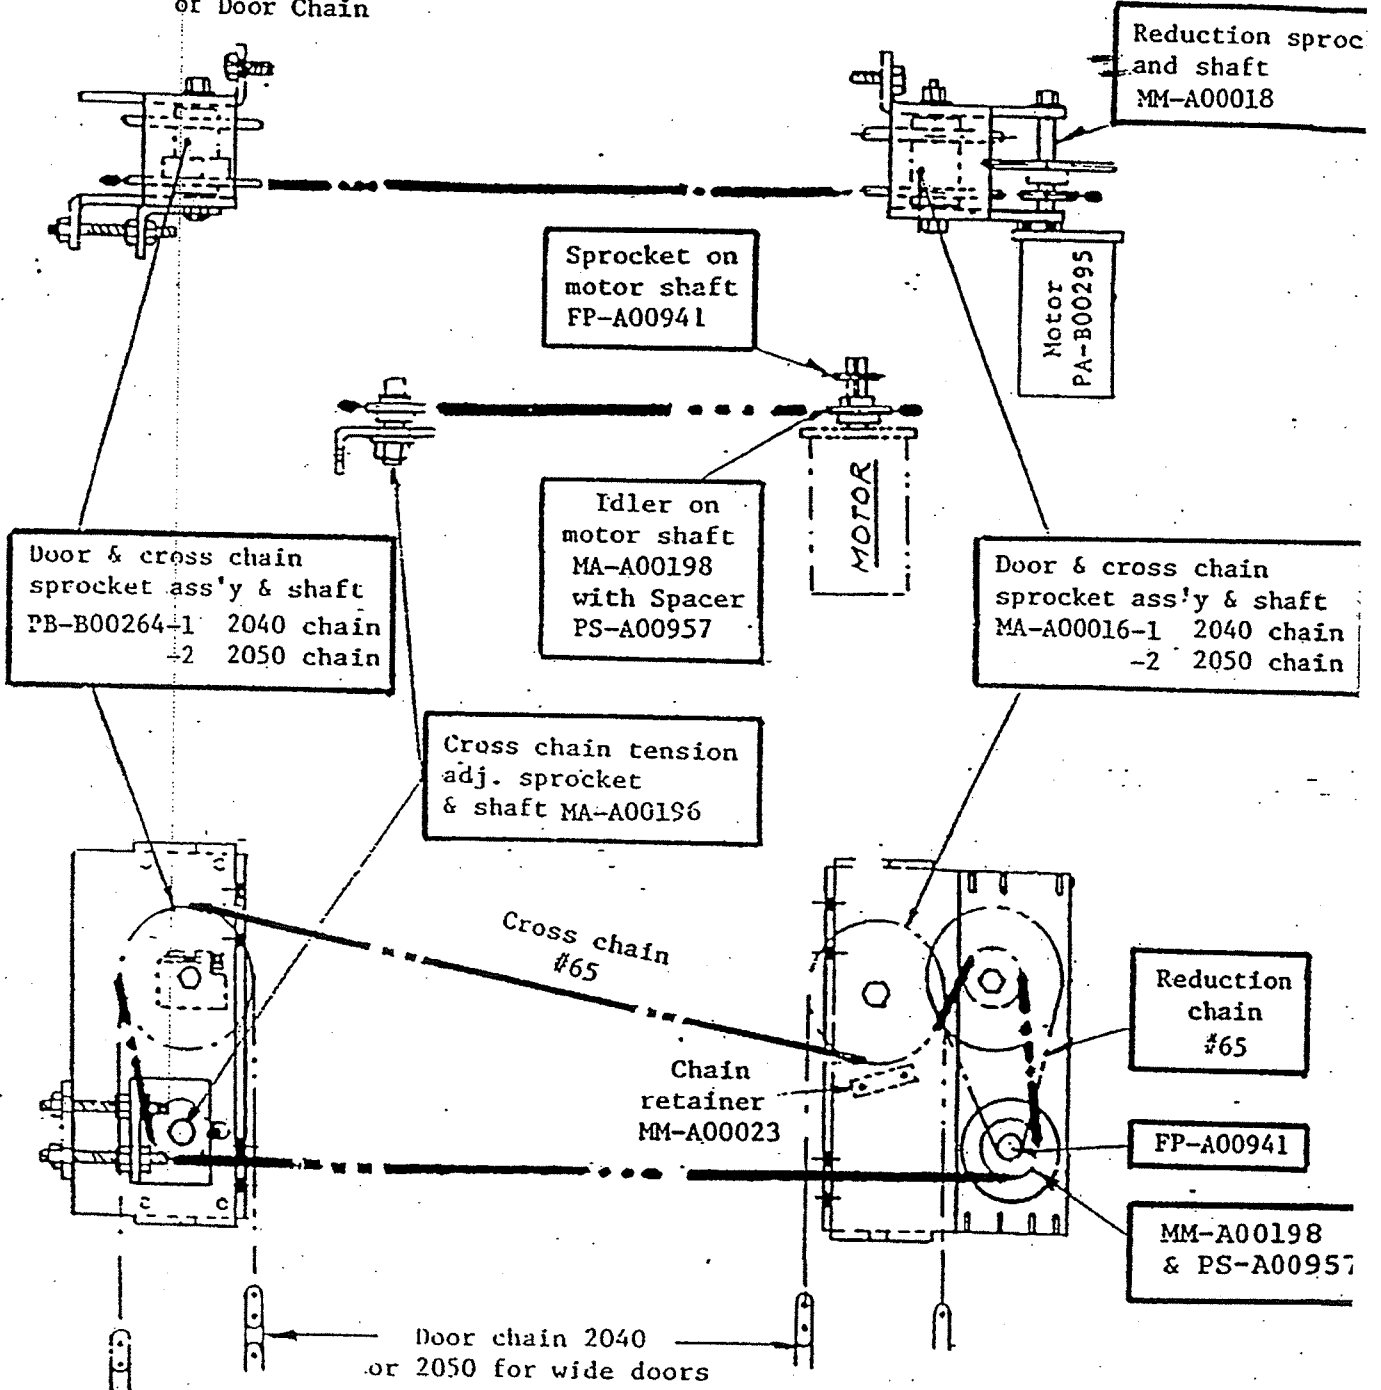 or Door Chain
Reduction sproc
and shaft
MM-A00018
Sprocket on
motor shaft
FP-A00941
Motor
PA-B00295
Idler on
motor shaft
MA-A00198
with Spacer
PS-A00957
MOTOR
Door & cross chain
sprocket ass'y & shaft
PB-B00264-1 2040 chain
-2 2050 chain
Door & cross chain
sprocket ass'y & shaft
MA-A00016-1 2040 chain
-2 2050 chain
Cross chain tension
adj. sprocket
& shaft MA-A00196
Cross chain
#65
Reduction
chain
#65
Chain
retainer
MM-A00023
FP-A00941
MM-A00198
& PS-A00957
Door chain 2040
or 2050 for wide doors